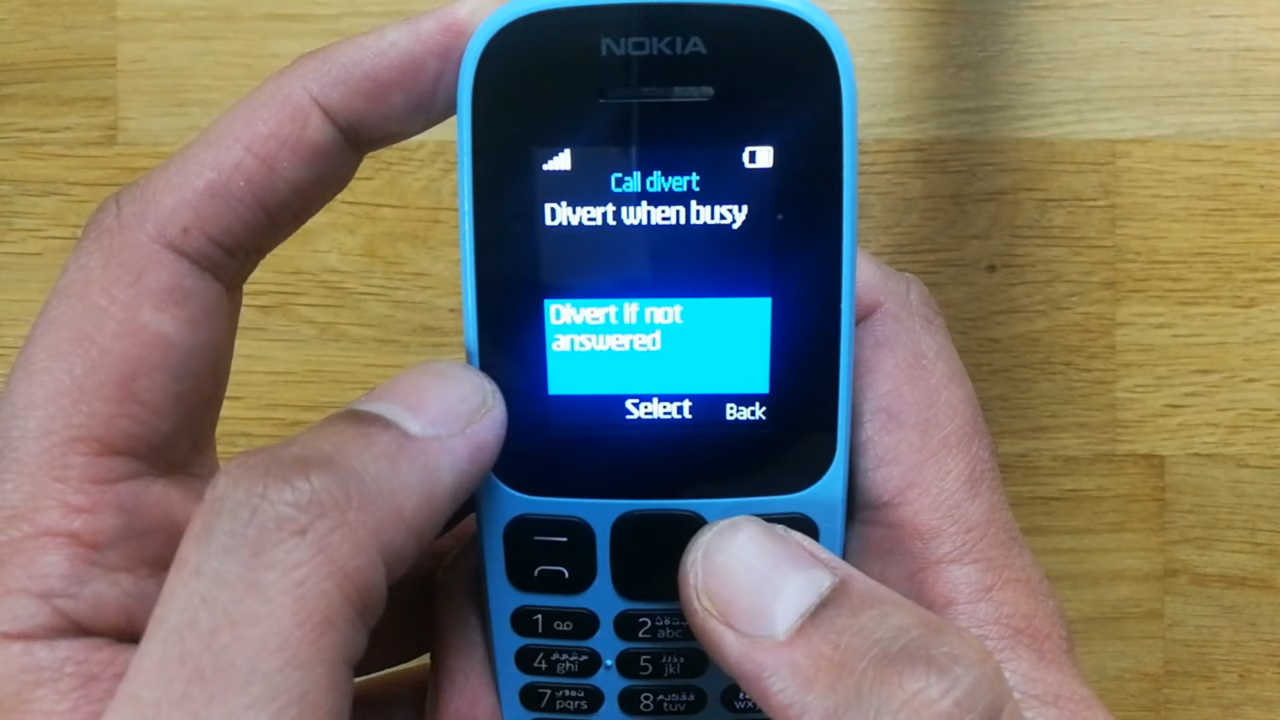 NOKIA
Call divert
Divert when busy
Divert if not
answered
Select
Back
1
2
abc
4
ghi
5
jkl
7
pqrs
8
tuv